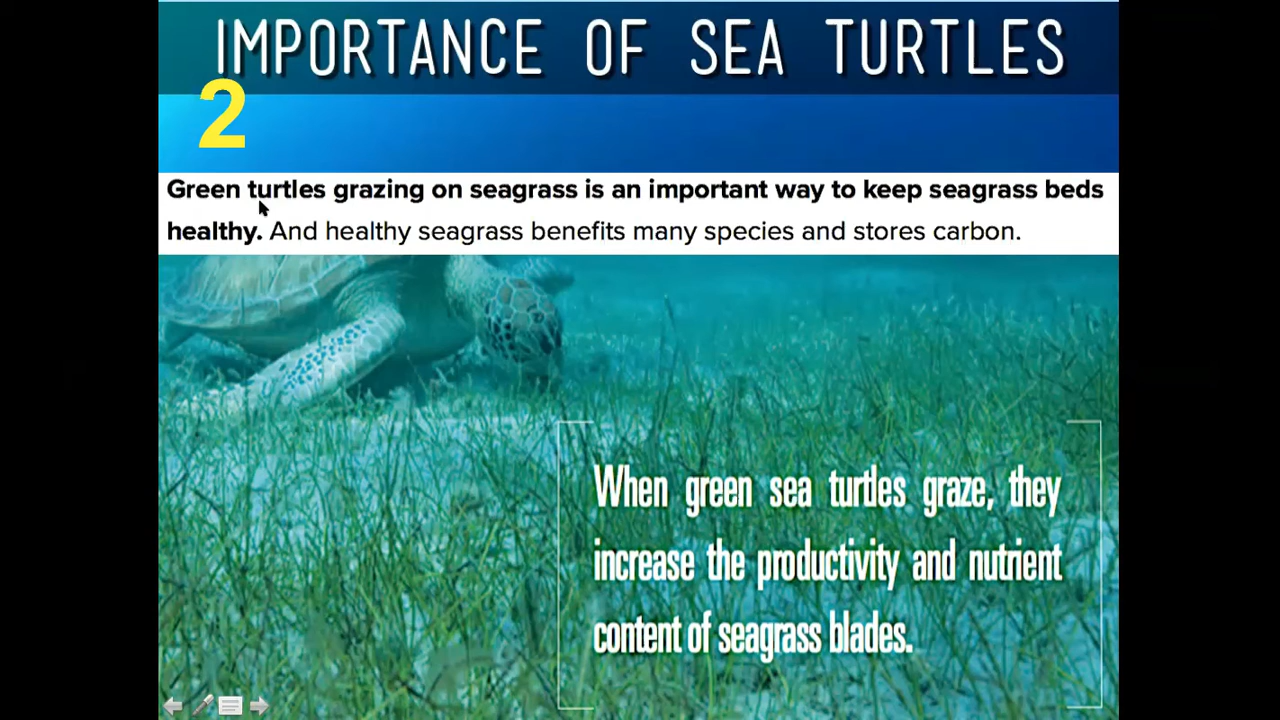 IMPORTANCE OF SEA TURTLES
2
Green turtles grazing on seagrass is an important way to keep seagrass beds
healthy. And healthy seagrass benefits many species and stores carbon.
When green sea turtles graze, they
increase the productivity and nutrient
content of seagrass blades.